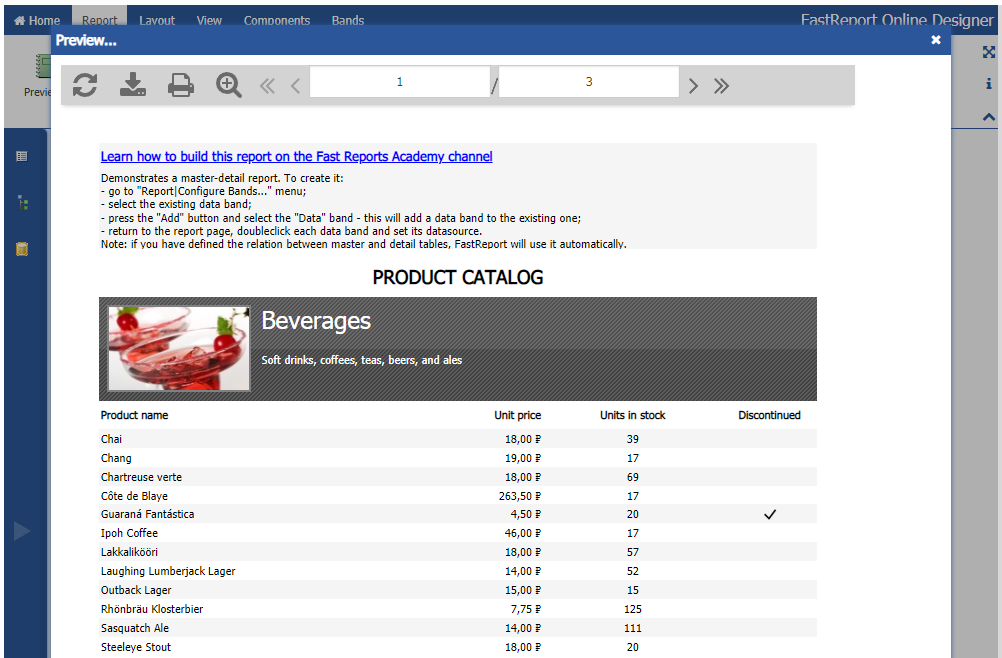 Home Report Layout View Components Bands FastReport Online Designer
Preview...
1 / 3
Learn how to build this report on the Fast Reports Academy channel
Demonstrates a master-detail report. To create it:
- go to "Report|Configure Bands..." menu;
- select the existing data band;
- press the "Add" button and select the "Data" band - this will add a data band to the existing one;
- return to the report page, doubleclick each data band and set its datasource.
Note: if you have defined the relation between master and detail tables, FastReport will use it automatically.
PRODUCT CATALOG
Beverages
Soft drinks, coffees, teas, beers, and ales
Product name Unit price Units in stock Discontinued
Chai 18,00 ₽ 39
Chang 19,00 ₽ 17
Chartreuse verte 18,00 ₽ 69
Côte de Blaye 263,50 ₽ 17
Guaraná Fantástica 4,50 ₽ 20 ✓
Ipoh Coffee 46,00 ₽ 17
Lakkalikööri 18,00 ₽ 57
Laughing Lumberjack Lager 14,00 ₽ 52
Outback Lager 15,00 ₽ 15
Rhönbräu Klosterbier 7,75 ₽ 125
Sasquatch Ale 14,00 ₽ 111
Steeleye Stout 18,00 ₽ 20